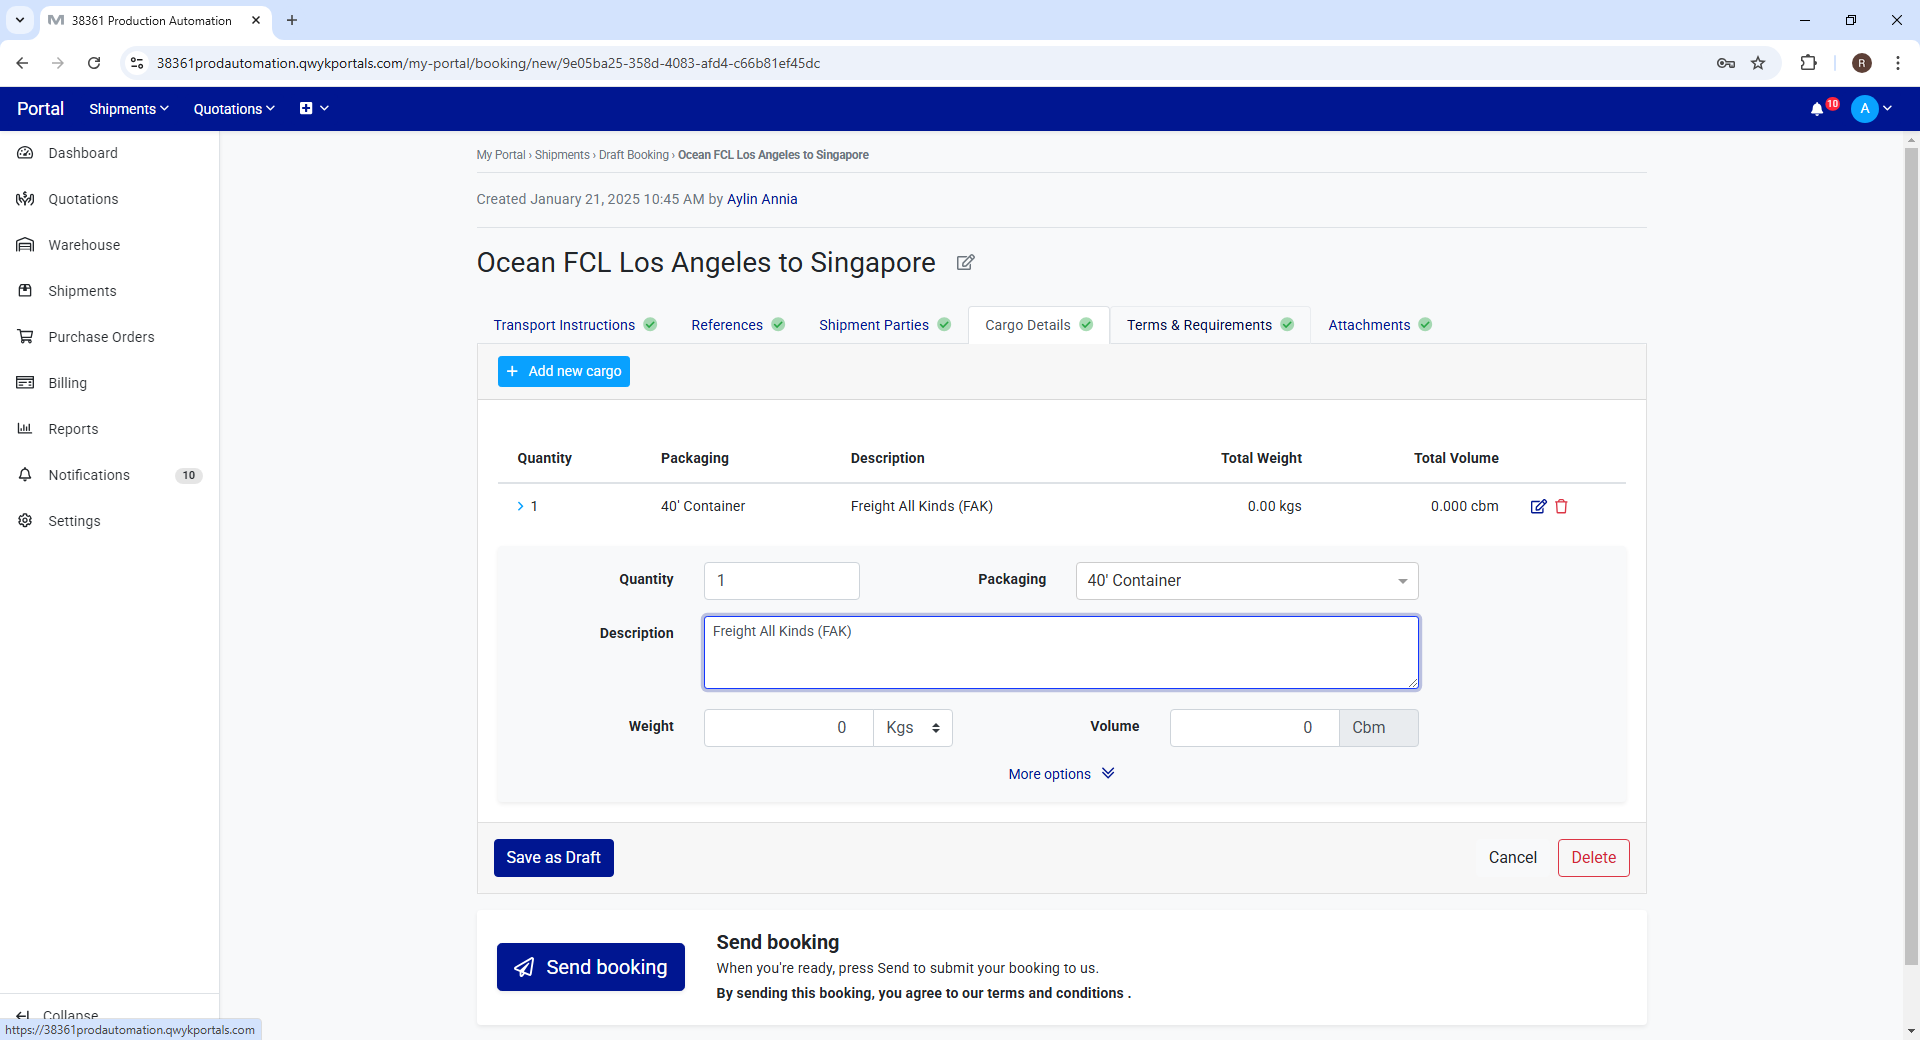 38361 Production Automation
38361prodautomation.qwykportals.com/my-portal/booking/new/9e05ba25-358d-4083-afd4-c66b81ef45dc
R
Portal
Shipments
Quotations
10
A
Dashboard
Quotations
Warehouse
Shipments
Purchase Orders
Billing
Reports
Notifications 10
Settings
Collapse
https://38361prodautomation.qwykportals.com
My Portal › Shipments › Draft Booking › Ocean FCL Los Angeles to Singapore
Created January 21, 2025 10:45 AM by Aylin Annia
Ocean FCL Los Angeles to Singapore
Transport Instructions References Shipment Parties Cargo Details Terms & Requirements Attachments
+ Add new cargo
Quantity Packaging Description Total Weight Total Volume
1 40' Container Freight All Kinds (FAK) 0.00 kgs 0.000 cbm
Quantity 1 Packaging 40' Container
Description Freight All Kinds (FAK)
Weight 0 Kgs Volume 0 Cbm
More options
Save as Draft Cancel Delete
Send booking
Send booking
When you're ready, press Send to submit your booking to us.
By sending this booking, you agree to our terms and conditions .